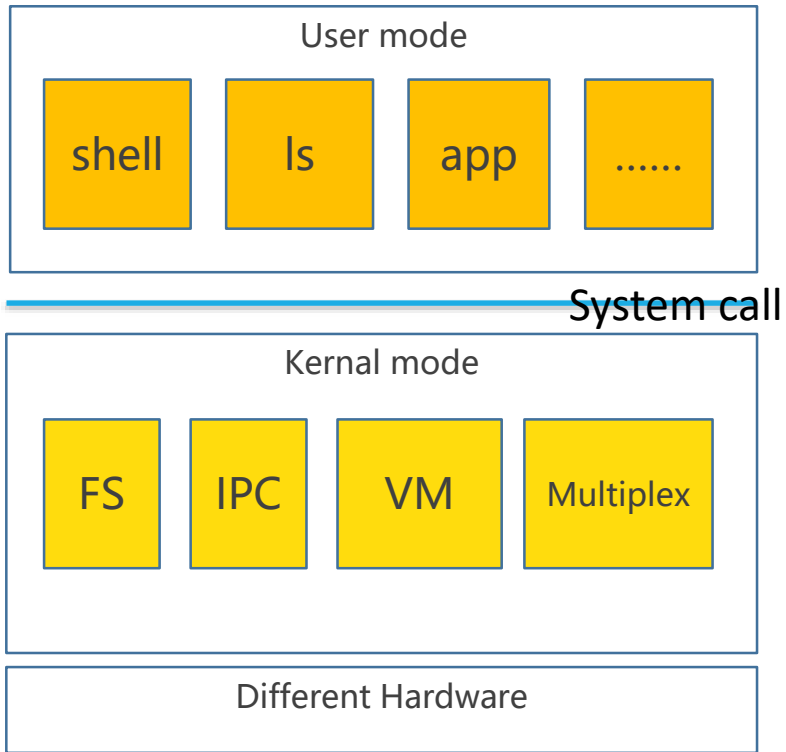 User mode
shell
ls
app
......
System call
Kernal mode
FS
IPC
VM
Multiplex
Different Hardware